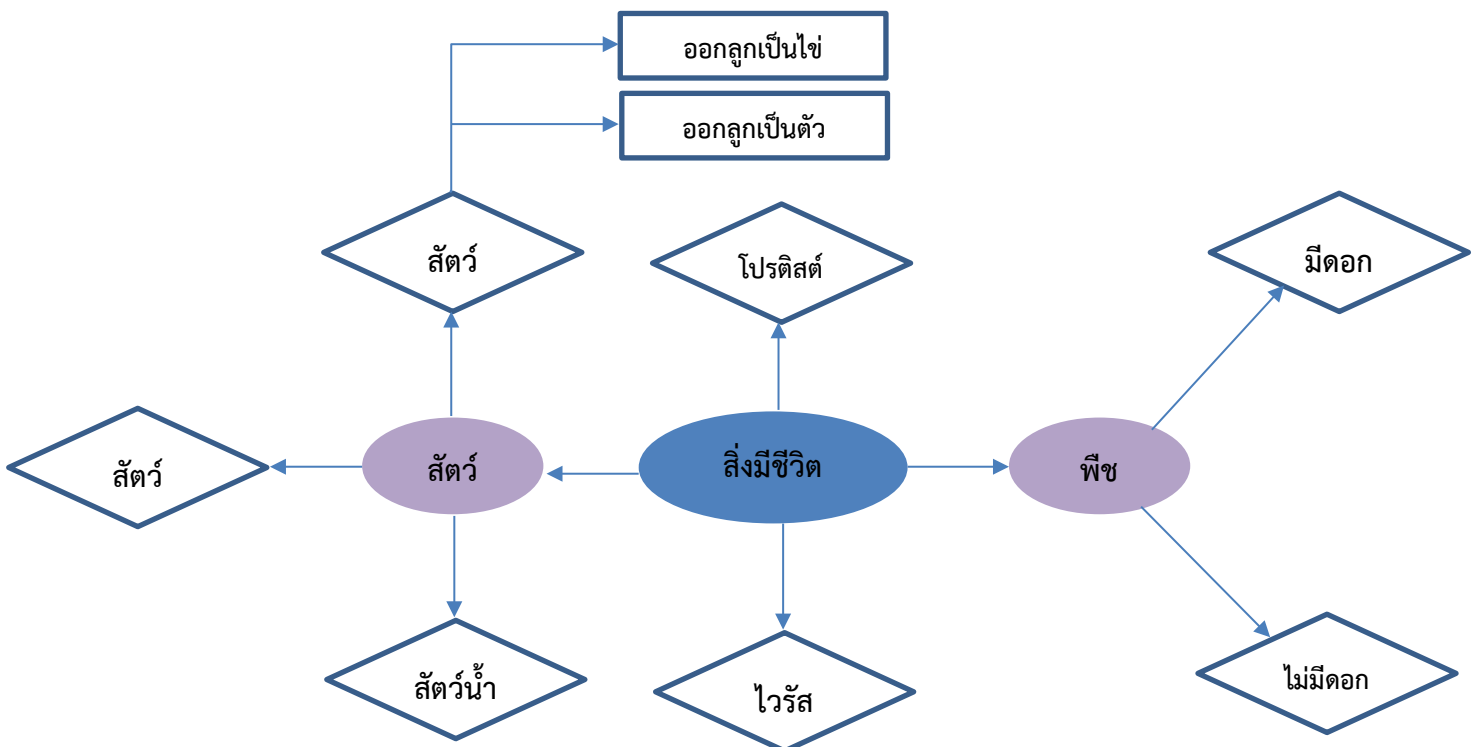 ออกลูกเป็นไข่
ออกลูกเป็นตัว
สัตว์
โปรติสต์
มีดอก
สัตว์
สัตว์
สิ่งมีชีวิต
พืช
สัตว์น้ำ
ไวรัส
ไม่มีดอก